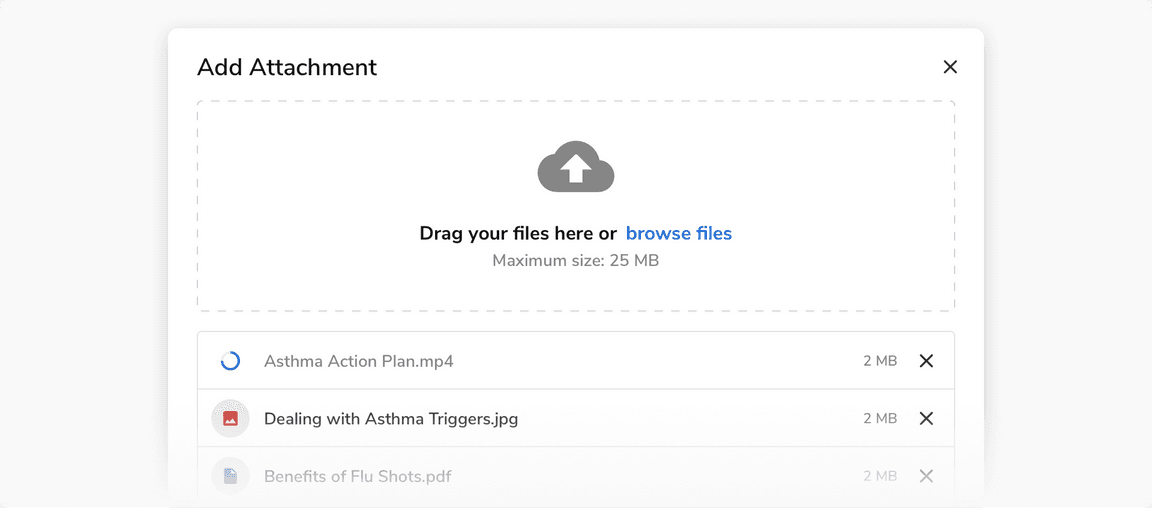 Add Attachment
Drag your files here or browse files
Maximum size: 25 MB
Asthma Action Plan.mp4 2 MB
Dealing with Asthma Triggers.jpg 2 MB
Benefits of Flu Shots.pdf 2 MB